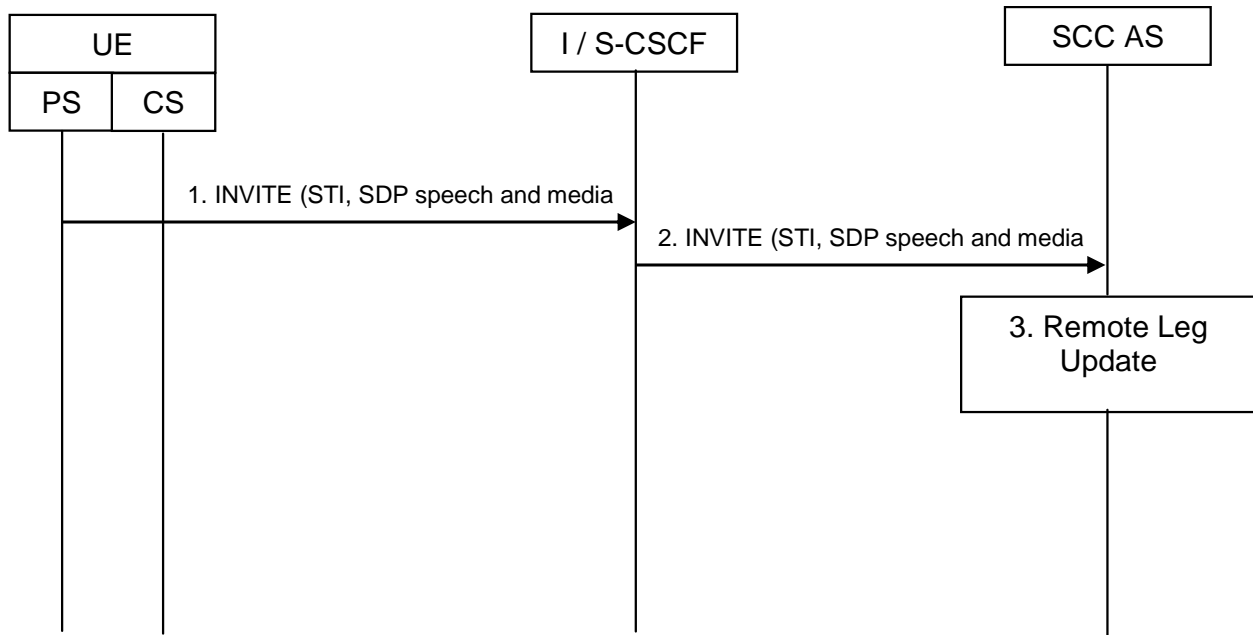 UE
I / S-CSCF
SCC AS
PS
CS
1. INVITE (STI, SDP speech and media
2. INVITE (STI, SDP speech and media
3. Remote Leg
Update